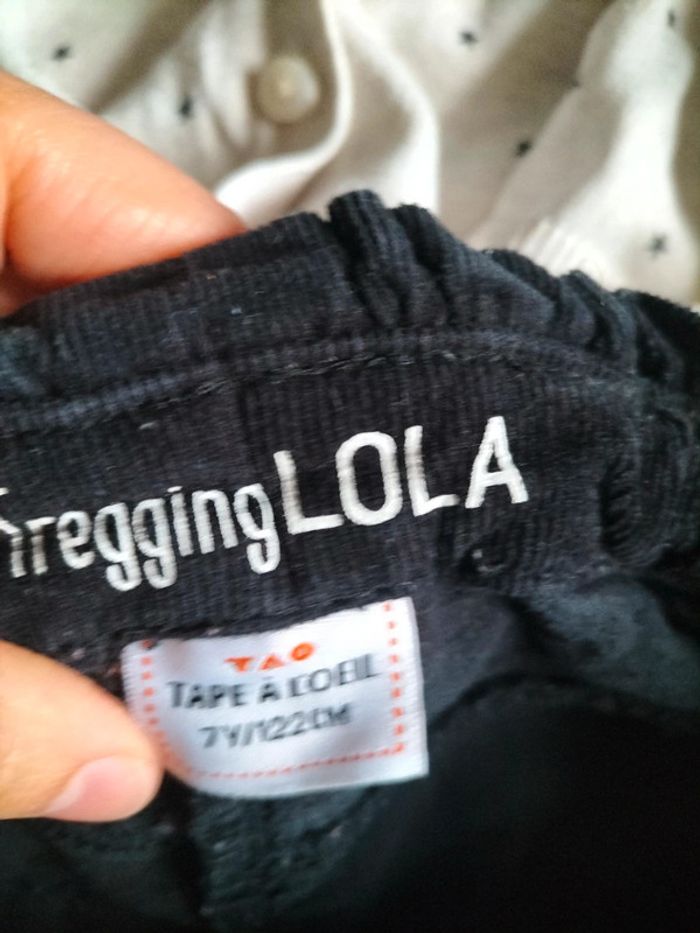 TreggingLOLA
TAO
TAPE À L'OEIL
7Y/122CM